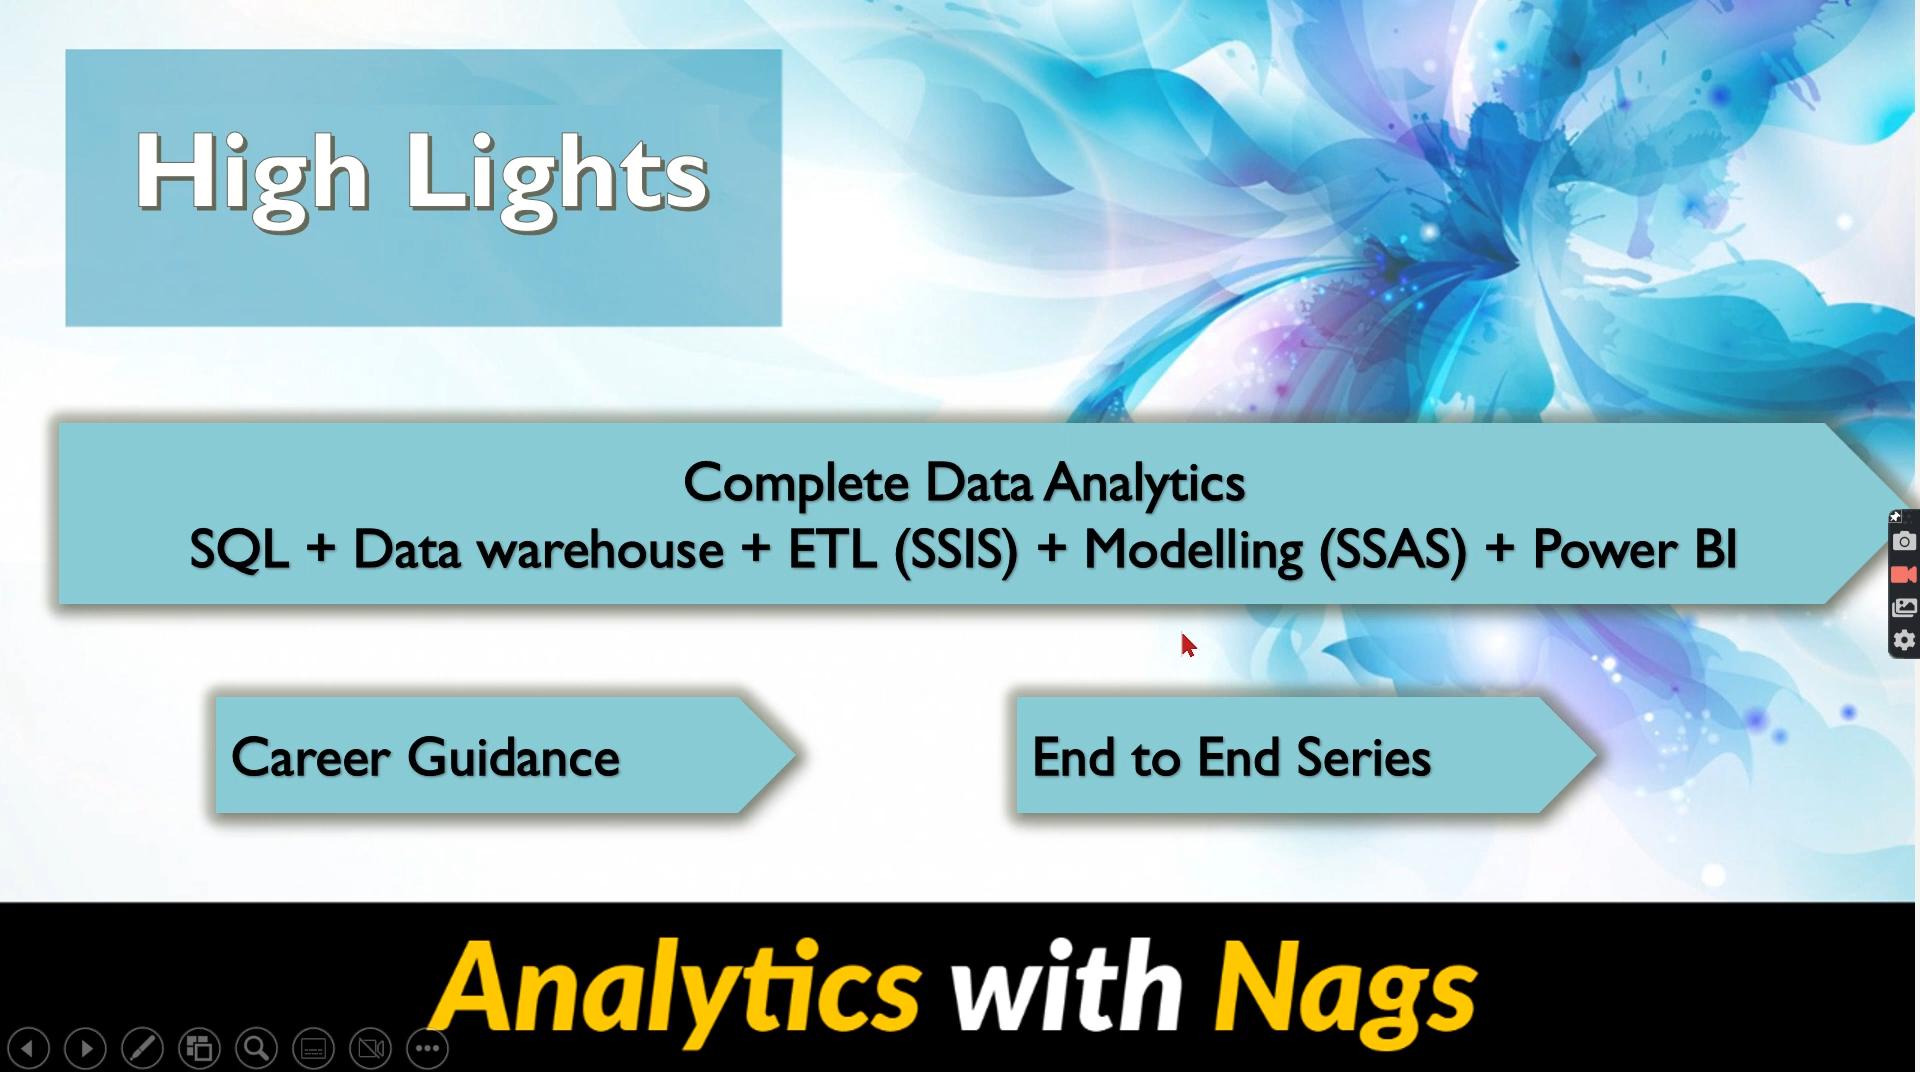 High Lights
Complete Data Analytics
SQL + Data warehouse + ETL (SSIS) + Modelling (SSAS) + Power BI
Career Guidance
End to End Series
Analytics with Nags